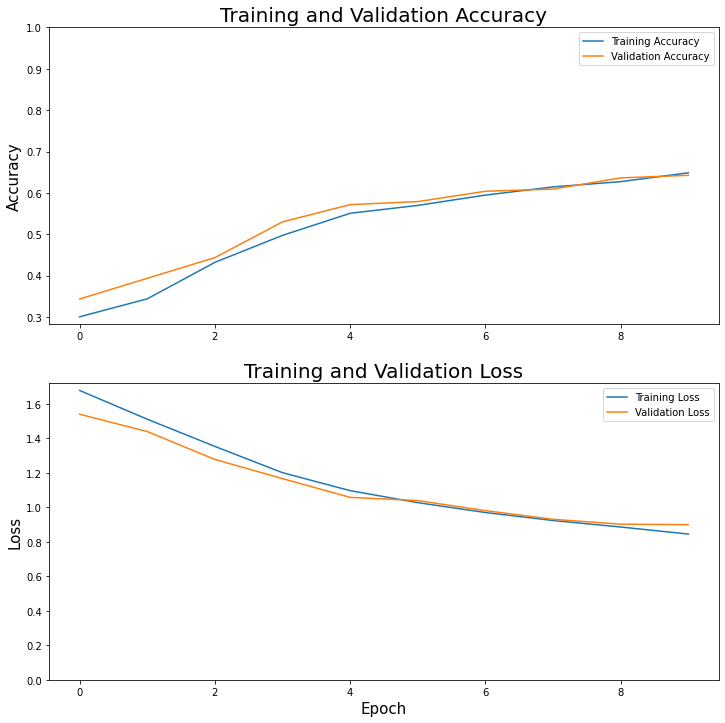 Training and Validation Accuracy
1.0
0.9
0.8
0.7
0.6
0.5
0.4
0.3
Accuracy
Training Accuracy
Validation Accuracy
0 2 4 6 8
Training and Validation Loss
1.6
1.4
1.2
1.0
0.8
0.6
0.4
0.2
0.0
Loss
Training Loss
Validation Loss
0 2 4 6 8
Epoch